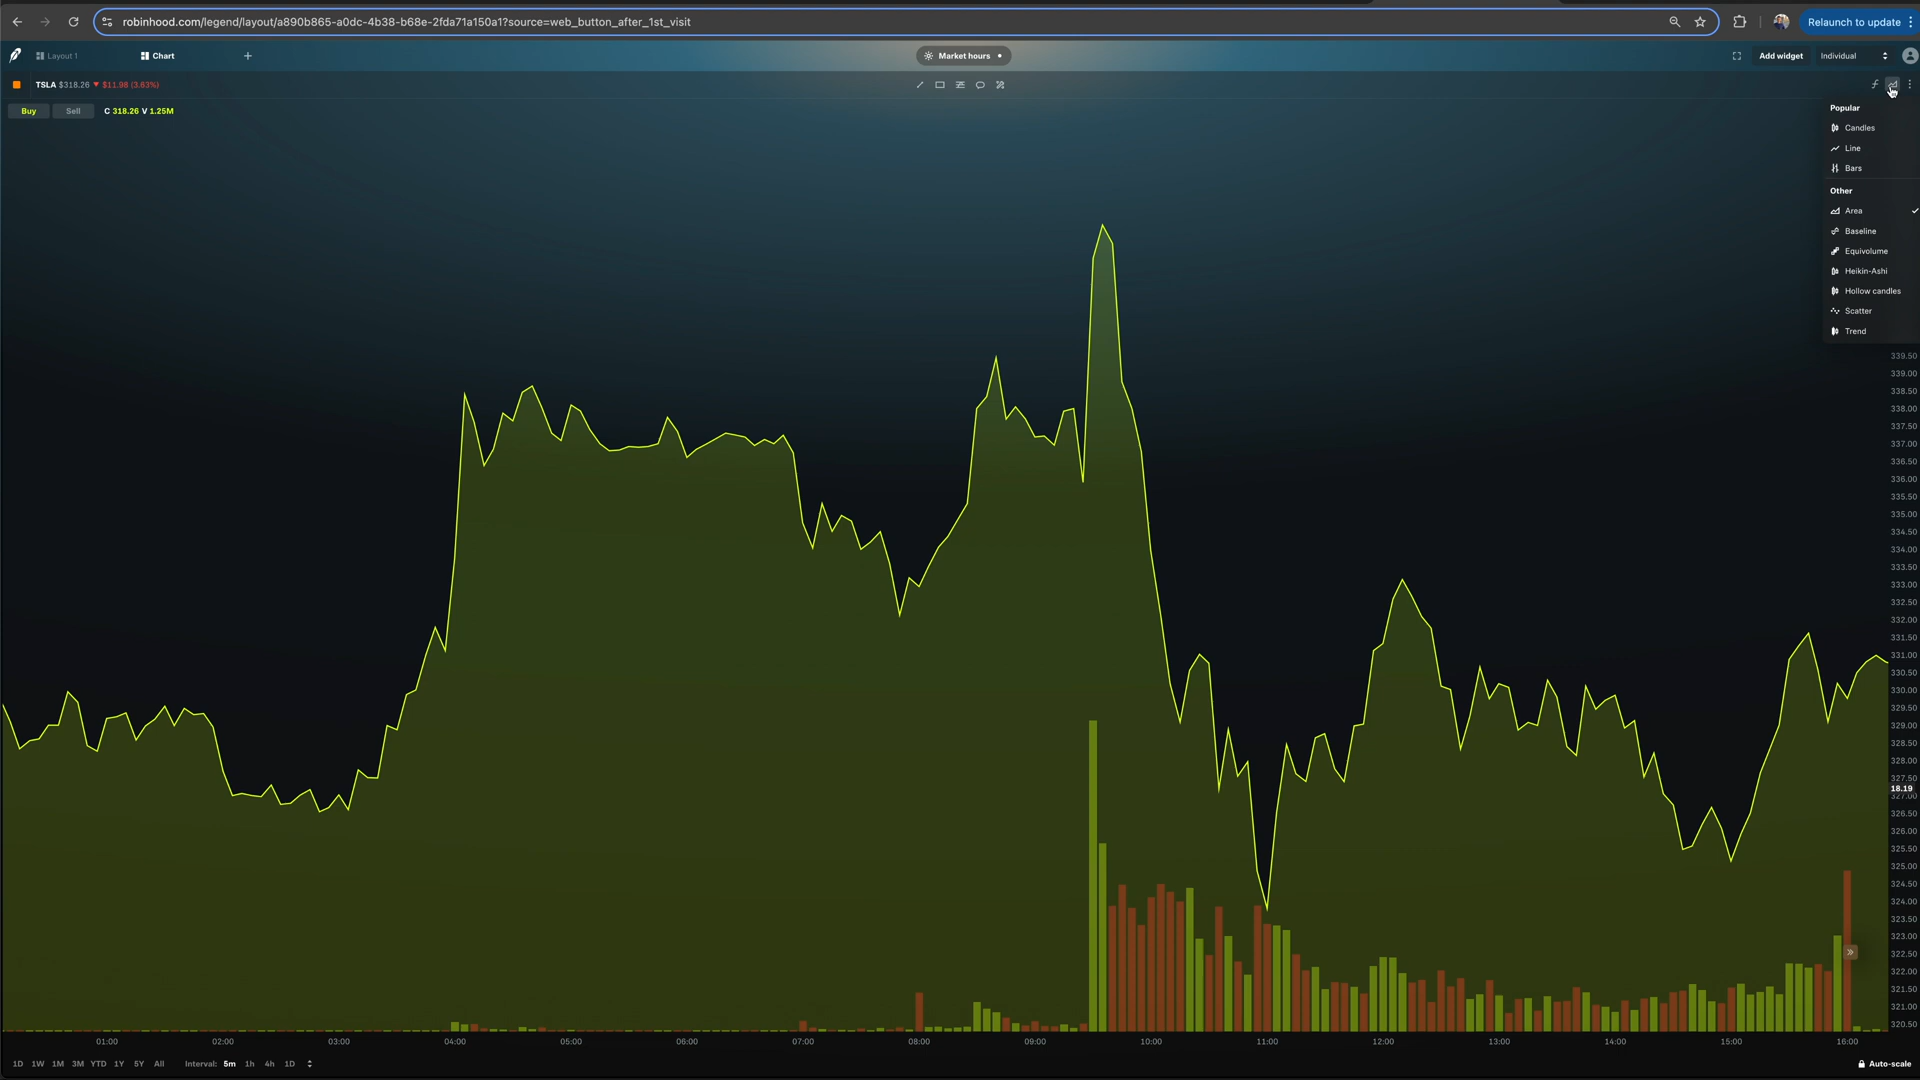 robinhood.com/legend/layout/a890b865-a0dc-4b38-b68e-2fda71a150a1?source=web_button_after_1st_visit
Relaunch to update
Layout 1
Chart
Market hours
Add widget
Individual
TSLA $318.26 ▼ $11.98 (3.63%)
Buy
Sell
C 318.26 V 1.25M
Popular
Candles
Line
Bars
Other
Area
Baseline
Equivolume
Heikin-Ashi
Hollow candles
Scatter
Trend
339.50
339.00
338.50
338.00
337.50
337.00
336.50
336.00
335.50
335.00
334.50
334.00
333.50
333.00
332.50
332.00
331.50
331.00
330.50
330.00
329.50
329.00
328.50
328.00
327.50
18.19
327.00
326.50
326.00
325.50
325.00
324.50
324.00
323.50
323.00
322.50
322.00
321.50
321.00
320.50
01:00 02:00 03:00 04:00 05:00 06:00 07:00 08:00 09:00 10:00 11:00 12:00 13:00 14:00 15:00 16:00
1D 1W 1M 3M YTD 1Y 5Y All Interval: 5m 1h 4h 1D
Auto-scale